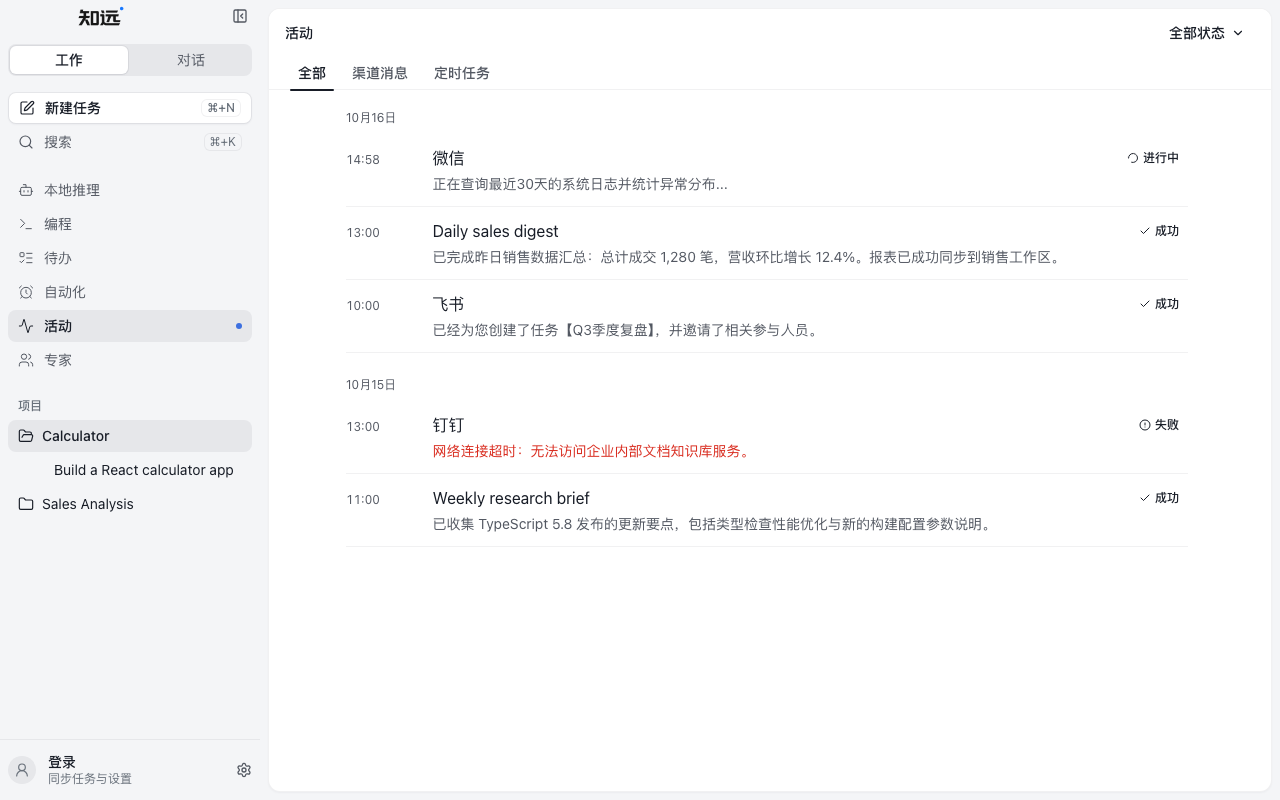 知远
工作
对话
新建任务 ⌘+N
搜索 ⌘+K
本地推理
编程
待办
自动化
活动
专家
项目
Calculator
Build a React calculator app
Sales Analysis
登录
同步任务与设置
活动
全部状态
全部 渠道消息 定时任务
10月16日
14:58 微信 进行中
正在查询最近30天的系统日志并统计异常分布...
13:00 Daily sales digest 成功
已完成昨日销售数据汇总：总计成交 1,280 笔，营收环比增长 12.4%。报表已成功同步到销售工作区。
10:00 飞书 成功
已经为您创建了任务【Q3季度复盘】，并邀请了相关参与人员。
10月15日
13:00 钉钉 失败
网络连接超时：无法访问企业内部文档知识库服务。
11:00 Weekly research brief 成功
已收集 TypeScript 5.8 发布的更新要点，包括类型检查性能优化与新的构建配置参数说明。